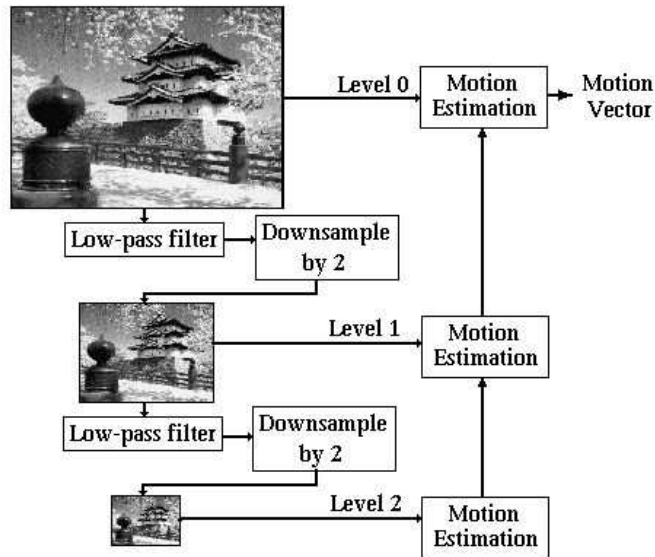 Level 0
Motion
Estimation
Motion
Vector
Low-pass filter
Downsample
by 2
Level 1
Motion
Estimation
Low-pass filter
Downsample
by 2
Level 2
Motion
Estimation